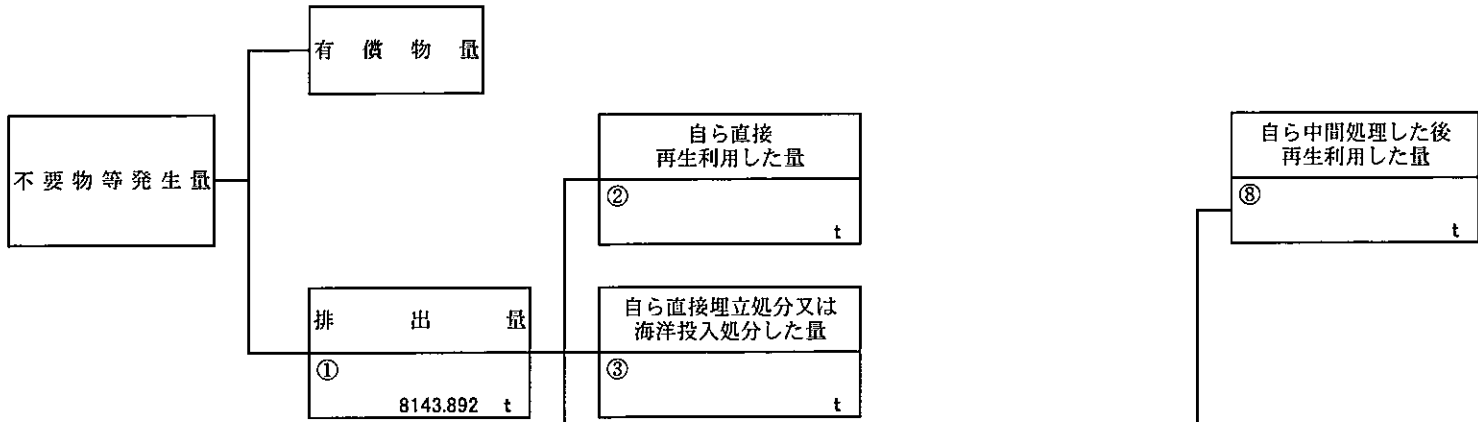 有償物量
不要物等発生量
自ら直接
再生利用した量
②
t
自ら中間処理した後
再生利用した量
⑧
t
排出量
①
8143.892 t
自ら直接埋立処分又は
海洋投入処分した量
③
t